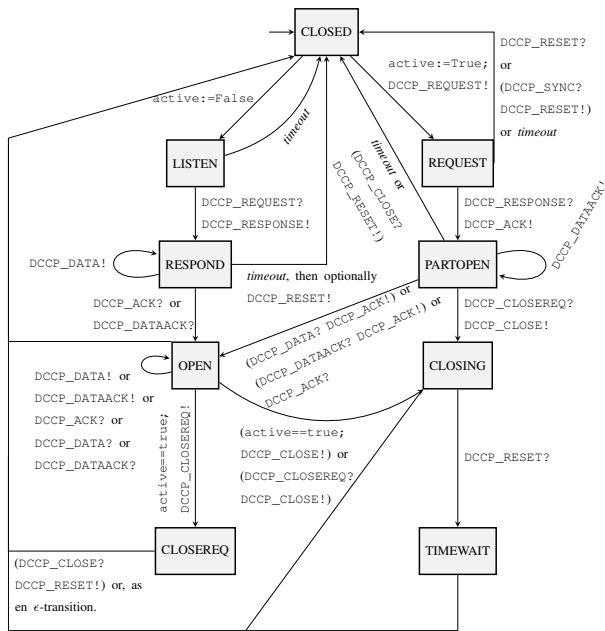 CLOSED
active:=True;
DCCP_REQUEST!
DCCP_RESET?
or
(DCCP_SYNC?
DCCP_RESET!)
or timeout
active:=False
timeout
LISTEN
REQUEST
timeout or
(DCCP_CLOSE?
DCCP_RESET!)
DCCP_REQUEST?
DCCP_RESPONSE!
DCCP_RESPONSE?
DCCP_ACK!
DCCP_DATAACK!
DCCP_DATA!
RESPOND
PARTOPEN
timeout, then optionally
DCCP_RESET!
DCCP_ACK? or
DCCP_DATAACK?
(DCCP_DATA? DCCP_ACK!) or
(DCCP_DATAACK? DCCP_ACK!) or
DCCP_ACK?
DCCP_CLOSEREQ?
DCCP_CLOSE!
OPEN
CLOSING
DCCP_DATA! or
DCCP_DATAACK! or
DCCP_ACK? or
DCCP_DATA? or
DCCP_DATAACK?
active==true;
DCCP_CLOSEREQ!
(active==true;
DCCP_CLOSE!) or
(DCCP_CLOSEREQ?
DCCP_CLOSE!)
DCCP_RESET?
CLOSEREQ
TIMEWAIT
(DCCP_CLOSE?
DCCP_RESET!) or, as
en ϵ-transition.